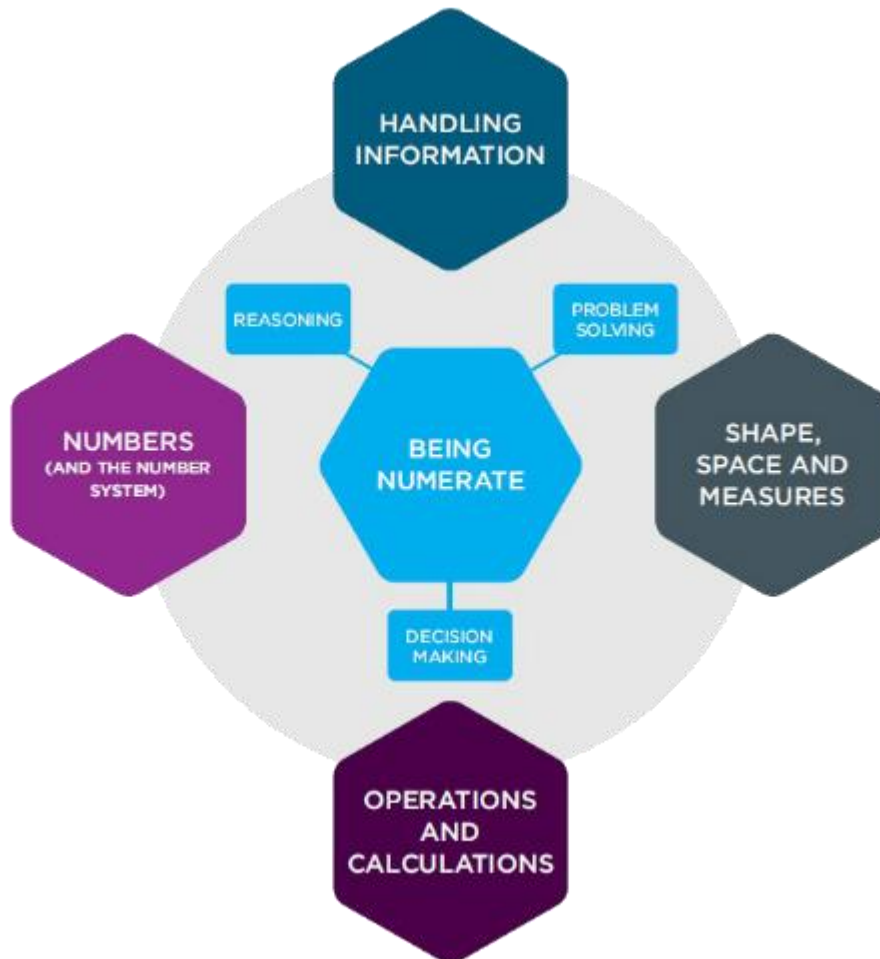 HANDLING
INFORMATION
REASONING
PROBLEM
SOLVING
NUMBERS
(AND THE NUMBER
SYSTEM)
BEING
NUMERATE
SHAPE,
SPACE AND
MEASURES
DECISION
MAKING
OPERATIONS
AND
CALCULATIONS